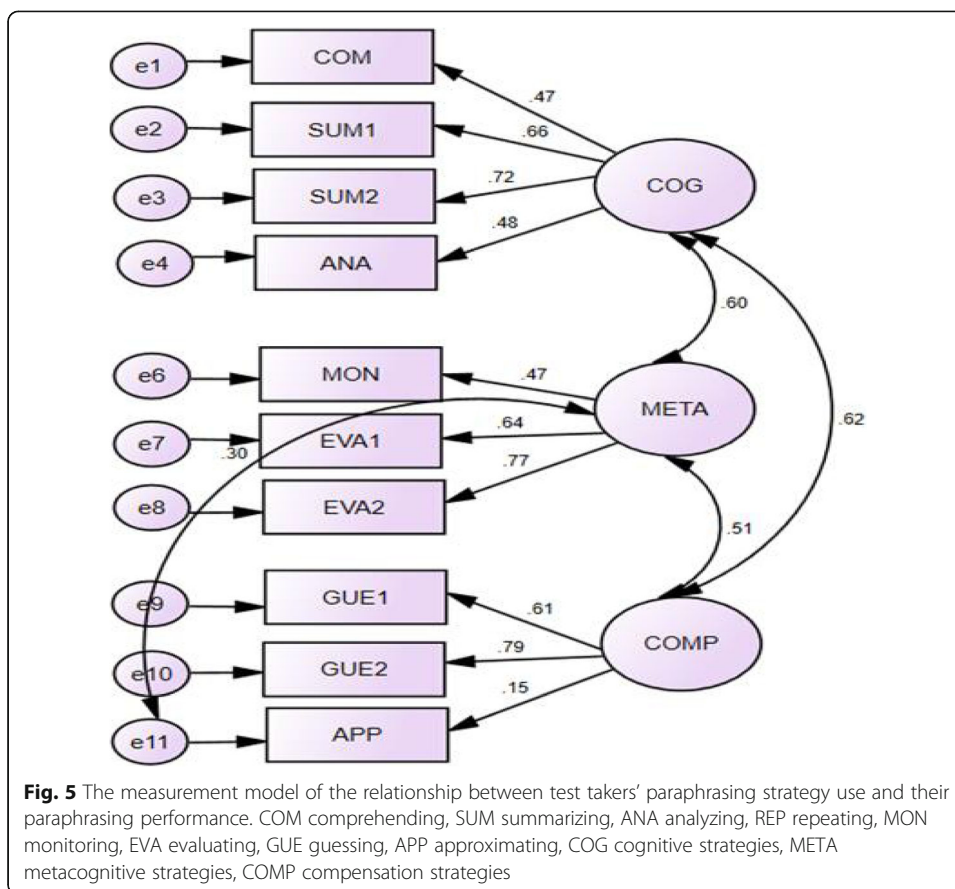 e1 COM
.47
e2 SUM1
.66
e3 SUM2
.72
COG
e4 ANA
.48
.60
e6 MON
.47
META
.62
e7 EVA1
.64
.30
.77
e8 EVA2
.51
e9 GUE1
.61
COMP
e10 GUE2
.79
.15
e11 APP
Fig. 5 The measurement model of the relationship between test takers’ paraphrasing strategy use and their
paraphrasing performance. COM comprehending, SUM summarizing, ANA analyzing, REP repeating, MON
monitoring, EVA evaluating, GUE guessing, APP approximating, COG cognitive strategies, META
metacognitive strategies, COMP compensation strategies